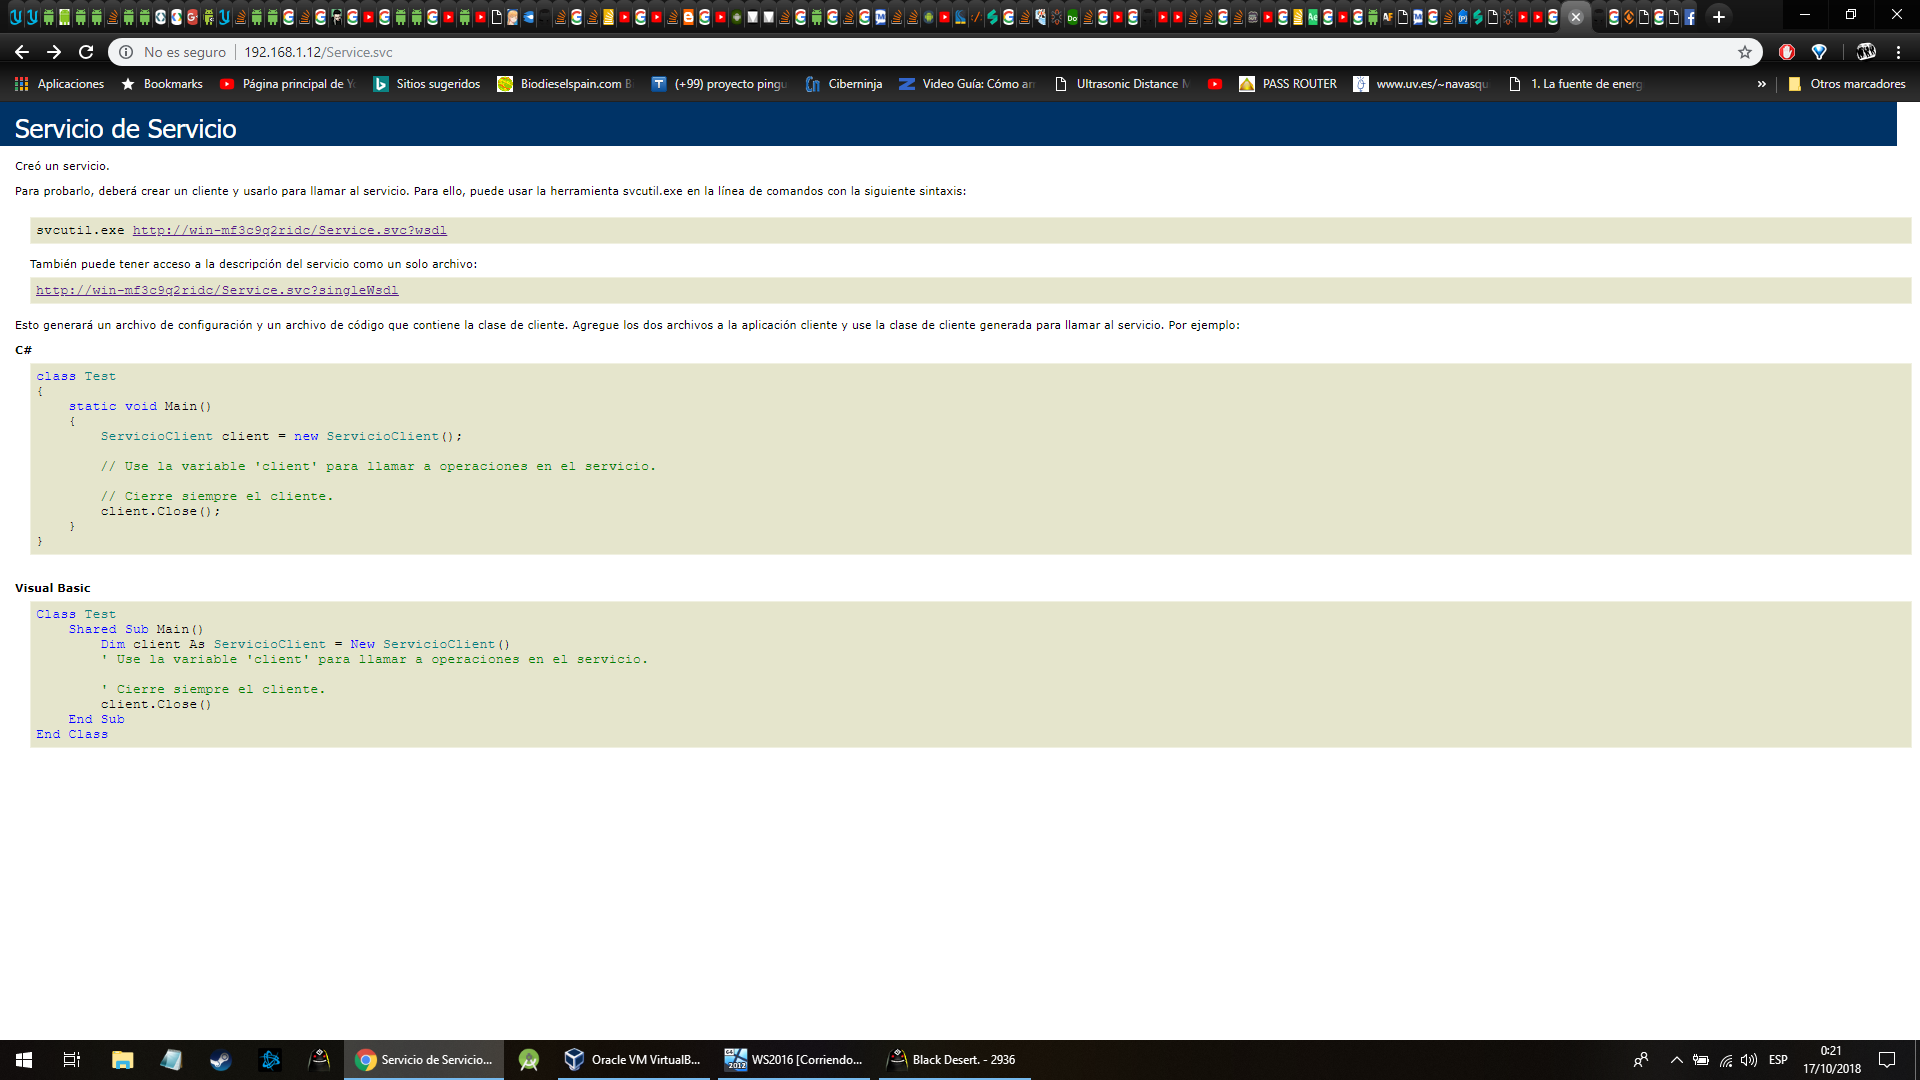 No es seguro
192.168.1.12/Service.svc
Aplicaciones
Bookmarks
Página principal de Yo
Sitios sugeridos
Biodieselspain.com B
(+99) proyecto pingu
Ciberninja
Video Guía: Cómo arr
Ultrasonic Distance M
PASS ROUTER
www.uv.es/~navasqu
1. La fuente de energ
»
Otros marcadores
Servicio de Servicio
Creó un servicio.
Para probarlo, deberá crear un cliente y usarlo para llamar al servicio. Para ello, puede usar la herramienta svcutil.exe en la línea de comandos con la siguiente sintaxis:
svcutil.exe http://win-mf3c9q2ridc/Service.svc?wsdl
También puede tener acceso a la descripción del servicio como un solo archivo:
http://win-mf3c9q2ridc/Service.svc?singleWsdl
Esto generará un archivo de configuración y un archivo de código que contiene la clase de cliente. Agregue los dos archivos a la aplicación cliente y use la clase de cliente generada para llamar al servicio. Por ejemplo:
C#
class Test
{
static void Main()
{
ServicioClient client = new ServicioClient();
// Use la variable 'client' para llamar a operaciones en el servicio.
// Cierre siempre el cliente.
client.Close();
}
}
Visual Basic
Class Test
Shared Sub Main()
Dim client As ServicioClient = New ServicioClient()
' Use la variable 'client' para llamar a operaciones en el servicio.
' Cierre siempre el cliente.
client.Close()
End Sub
End Class
Servicio de Servicio...
Oracle VM VirtualB...
WS2016 [Corriendo...
Black Desert. - 2936
ESP
0:21
17/10/2018